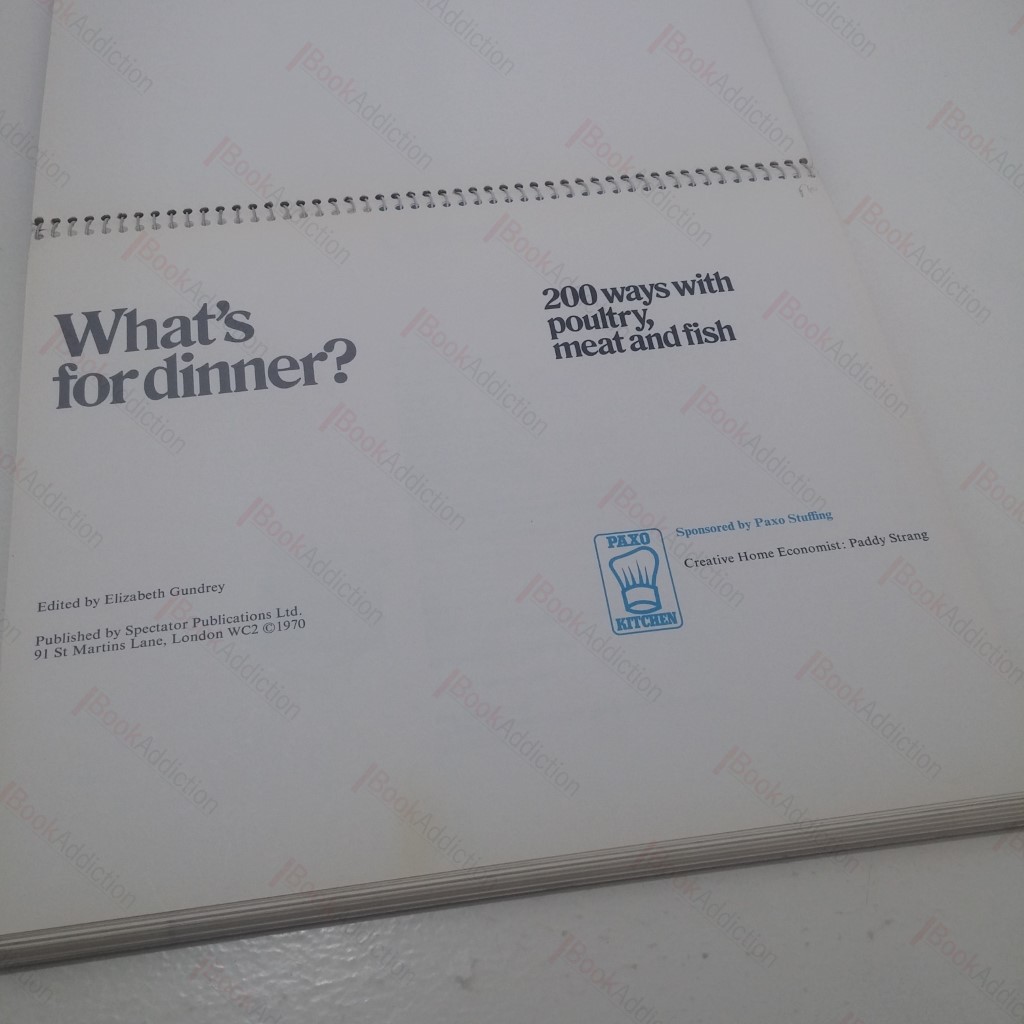 What's
for dinner?
200 ways with
poultry,
meat and fish
Edited by Elizabeth Gundrey
Published by Spectator Publications Ltd.
91 St Martins Lane, London WC2 ©1970
PAXO
KITCHEN
Sponsored by Paxo Stuffing
Creative Home Economist: Paddy Strang
BookAddiction